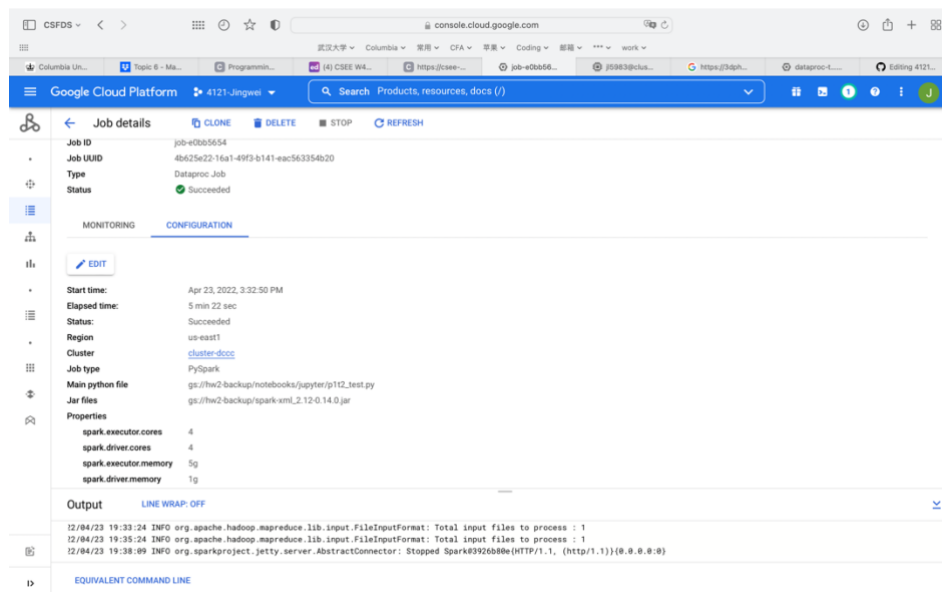 CSFDS
console.cloud.google.com
武汉大学 Columbia 常用 CFA 苹果 Coding 邮箱 *** work
Columbia Un... Topic 6 - Ma... Programmin... (4) CSEE W4... https://csee-... job-e0bb56... jl5983@clus... https://3dph... dataproc-t... Editing 4121...
Google Cloud Platform 4121-Jingwei Search Products, resources, docs (/) 1 J
Job details CLONE DELETE STOP REFRESH
Job ID job-e0bb5654
Job UUID 4b625e22-16a1-49f3-b141-eac563354b20
Type Dataproc Job
Status Succeeded
MONITORING CONFIGURATION
EDIT
Start time: Apr 23, 2022, 3:32:50 PM
Elapsed time: 5 min 22 sec
Status: Succeeded
Region us-east1
Cluster cluster-dccc
Job type PySpark
Main python file gs://hw2-backup/notebooks/jupyter/p1t2_test.py
Jar files gs://hw2-backup/spark-xml_2.12-0.14.0.jar
Properties
spark.executor.cores 4
spark.driver.cores 4
spark.executor.memory 5g
spark.driver.memory 1g
Output LINE WRAP: OFF
!2/04/23 19:33:24 INFO org.apache.hadoop.mapreduce.lib.input.FileInputFormat: Total input files to process : 1
!2/04/23 19:35:24 INFO org.apache.hadoop.mapreduce.lib.input.FileInputFormat: Total input files to process : 1
!2/04/23 19:38:09 INFO org.sparkproject.jetty.server.AbstractConnector: Stopped Spark@3926b80e{HTTP/1.1, (http/1.1)}{0.0.0.0:0}
EQUIVALENT COMMAND LINE